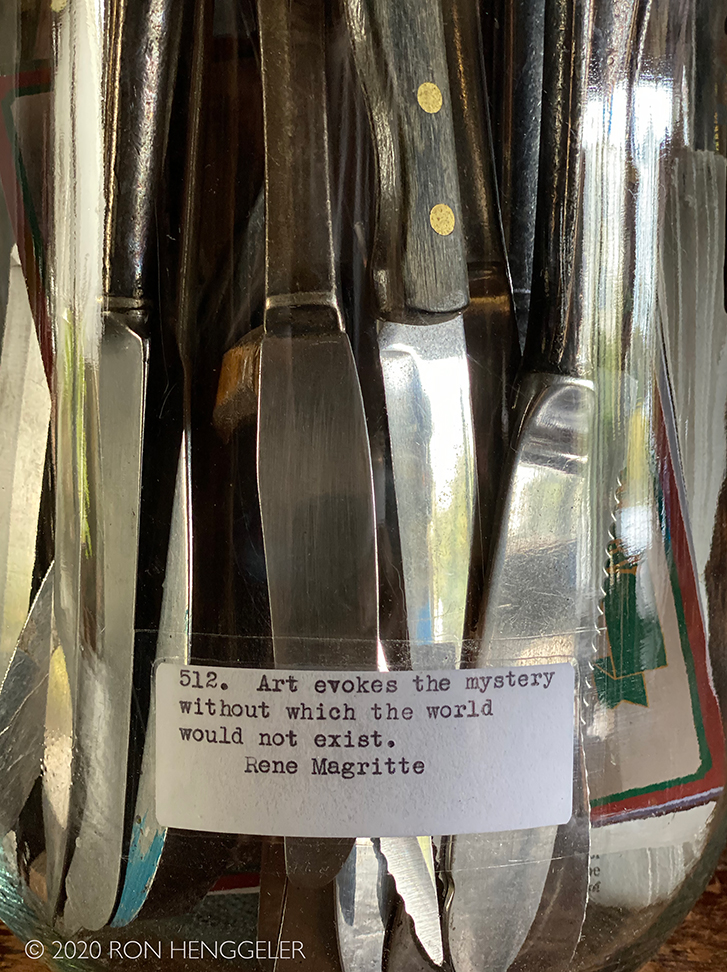 512. Art evokes the mystery
without which the world
would not exist.
Rene Magritte
© 2020 RON HENGGELER